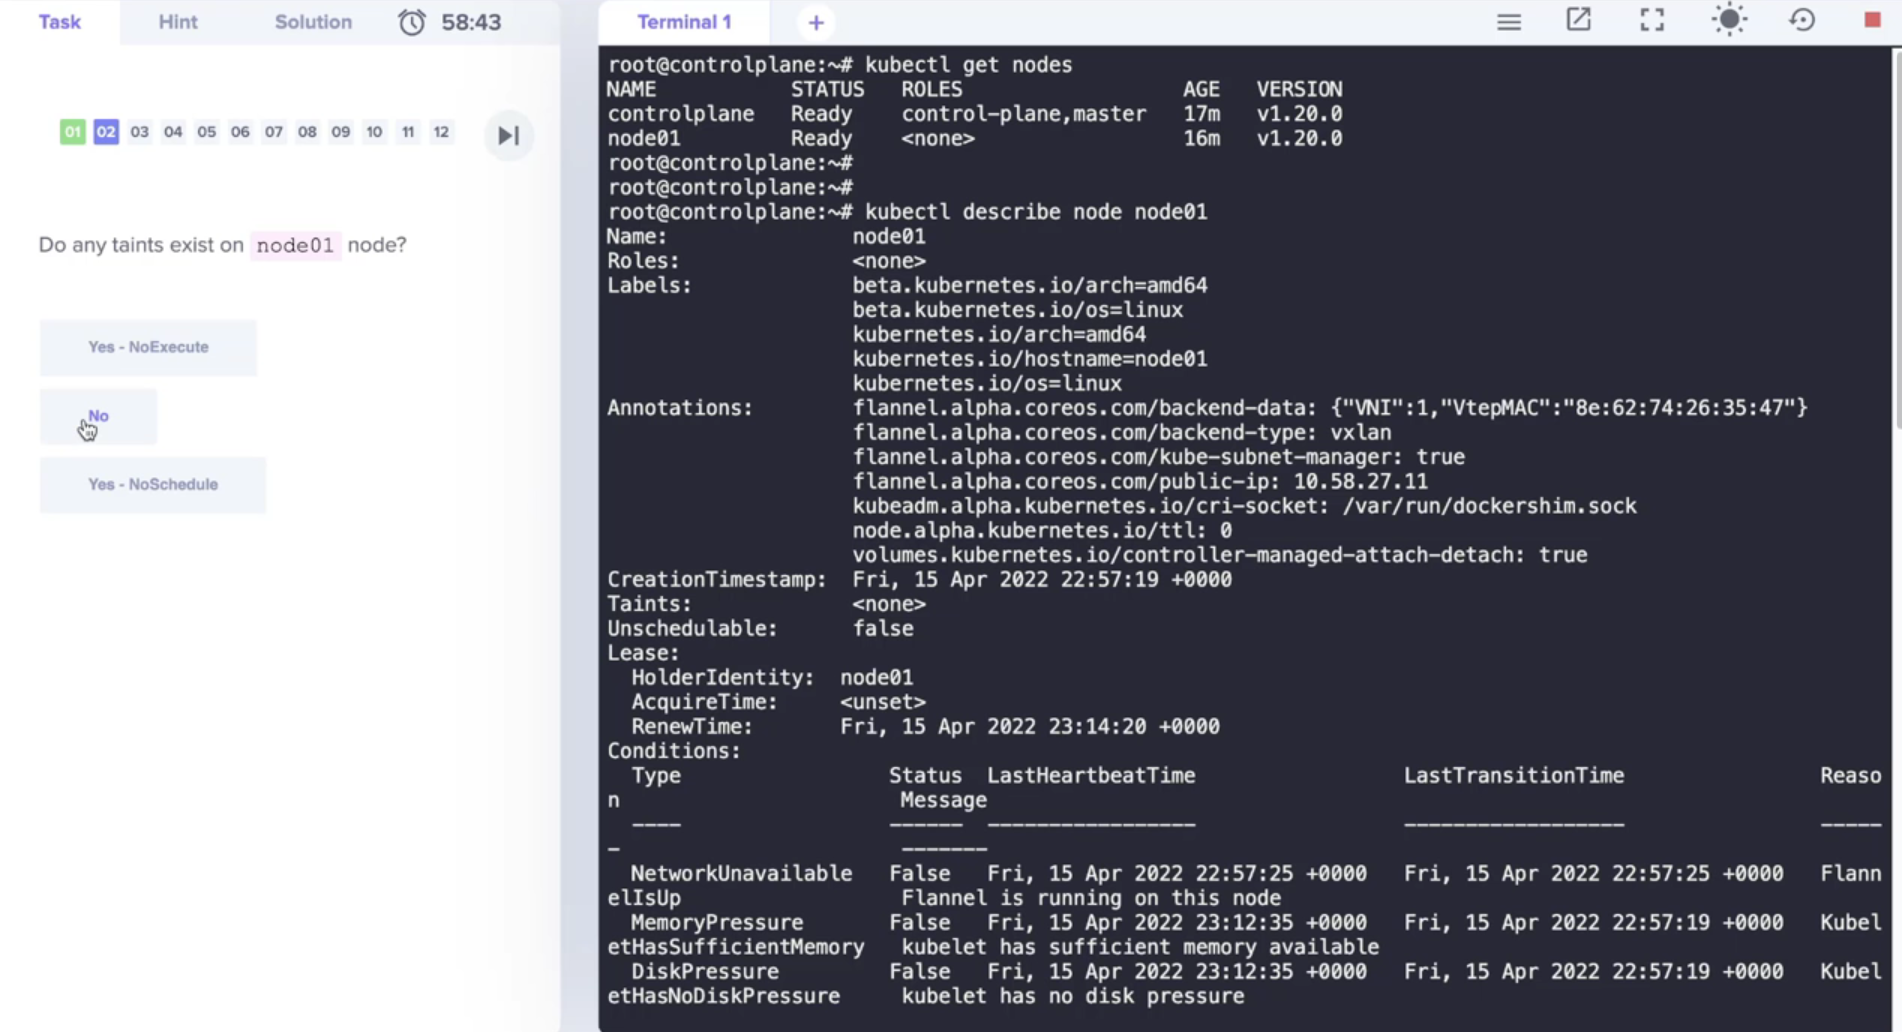 Task Hint Solution 58:43
01 02 03 04 05 06 07 08 09 10 11 12
Do any taints exist on node01 node?
Yes - NoExecute
No
Yes - NoSchedule
Terminal 1 +
root@controlplane:~# kubectl get nodes
NAME STATUS ROLES AGE VERSION
controlplane Ready control-plane,master 17m v1.20.0
node01 Ready <none> 16m v1.20.0
root@controlplane:~#
root@controlplane:~#
root@controlplane:~# kubectl describe node node01
Name: node01
Roles: <none>
Labels: beta.kubernetes.io/arch=amd64
beta.kubernetes.io/os=linux
kubernetes.io/arch=amd64
kubernetes.io/hostname=node01
kubernetes.io/os=linux
Annotations: flannel.alpha.coreos.com/backend-data: {"VNI":1,"VtepMAC":"8e:62:74:26:35:47"}
flannel.alpha.coreos.com/backend-type: vxlan
flannel.alpha.coreos.com/kube-subnet-manager: true
flannel.alpha.coreos.com/public-ip: 10.58.27.11
kubeadm.alpha.kubernetes.io/cri-socket: /var/run/dockershim.sock
node.alpha.kubernetes.io/ttl: 0
volumes.kubernetes.io/controller-managed-attach-detach: true
CreationTimestamp: Fri, 15 Apr 2022 22:57:19 +0000
Taints: <none>
Unschedulable: false
Lease:
HolderIdentity: node01
AcquireTime: <unset>
RenewTime: Fri, 15 Apr 2022 23:14:20 +0000
Conditions:
Type Status LastHeartbeatTime LastTransitionTime Reaso
n Message
---- ------ ----------------- ------------------ -----
- -------
NetworkUnavailable False Fri, 15 Apr 2022 22:57:25 +0000 Fri, 15 Apr 2022 22:57:25 +0000 Flann
elIsUp Flannel is running on this node
MemoryPressure False Fri, 15 Apr 2022 23:12:35 +0000 Fri, 15 Apr 2022 22:57:19 +0000 Kubel
etHasSufficientMemory kubelet has sufficient memory available
DiskPressure False Fri, 15 Apr 2022 23:12:35 +0000 Fri, 15 Apr 2022 22:57:19 +0000 Kubel
etHasNoDiskPressure kubelet has no disk pressure